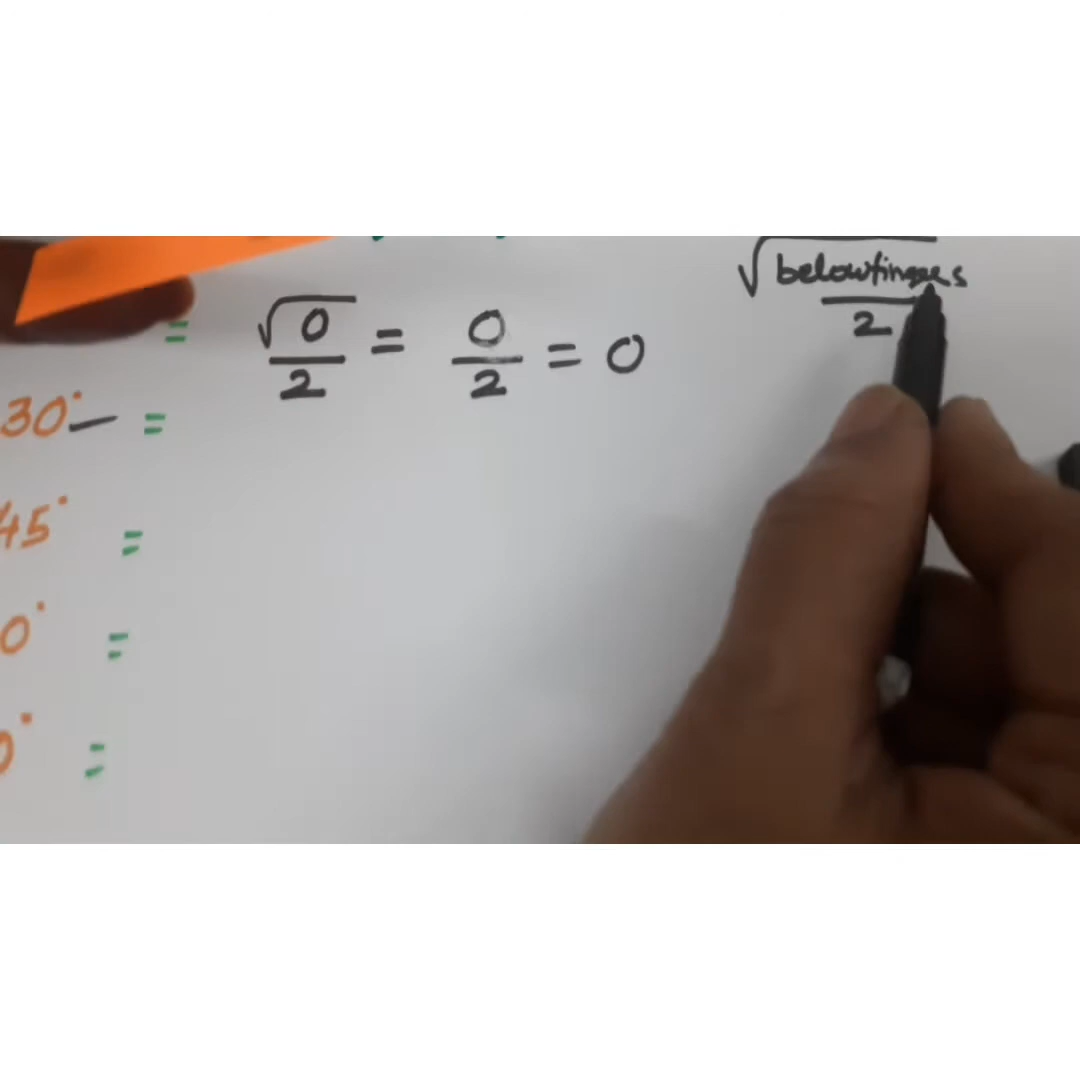 √belowfingers/2
= √0/2 = 0/2 = 0
30° — =
45° =
0° =
0° =